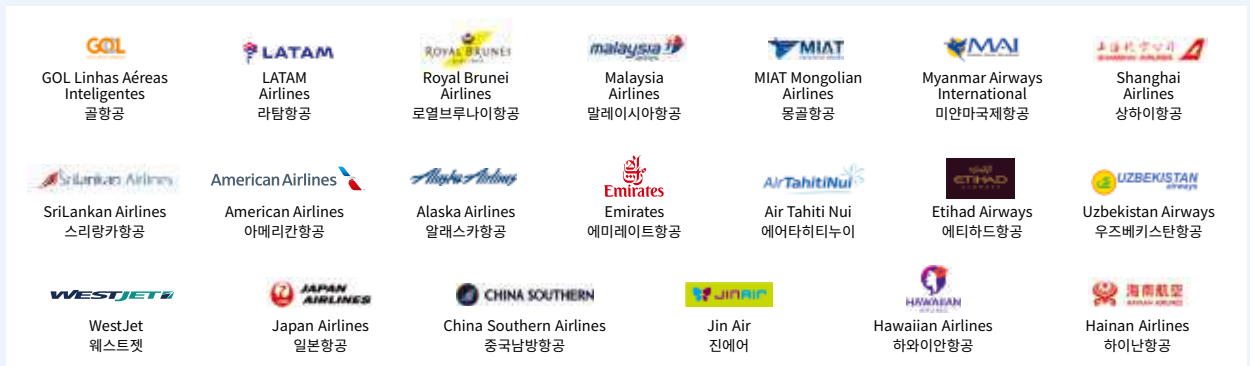 GOL
LATAM
ROYAL BRUNEI
malaysia
MIAT
MAI
GOL Linhas Aéreas
Inteligentes
골항공
LATAM
Airlines
라탐항공
Royal Brunei
Airlines
로열브루나이항공
Malaysia
Airlines
말레이시아항공
MIAT Mongolian
Airlines
몽골항공
Myanmar Airways
International
미얀마국제항공
Shanghai
Airlines
상하이항공
SriLankan Airlines
American Airlines
Alaska Airlines
Emirates
AirTahitiNui
ETIHAD
UZBEKISTAN
airways
SriLankan Airlines
스리랑카항공
American Airlines
아메리칸항공
Alaska Airlines
알래스카항공
Emirates
에미레이트항공
Air Tahiti Nui
에어타히티누이
Etihad Airways
에티하드항공
Uzbekistan Airways
우즈베키스탄항공
WESTJET
JAPAN
AIRLINES
CHINA SOUTHERN
JINAIR
HAWAIIAN
海南航空
HAINAN AIRLINES
WestJet
웨스트젯
Japan Airlines
일본항공
China Southern Airlines
중국남방항공
Jin Air
진에어
Hawaiian Airlines
하와이안항공
Hainan Airlines
하이난항공